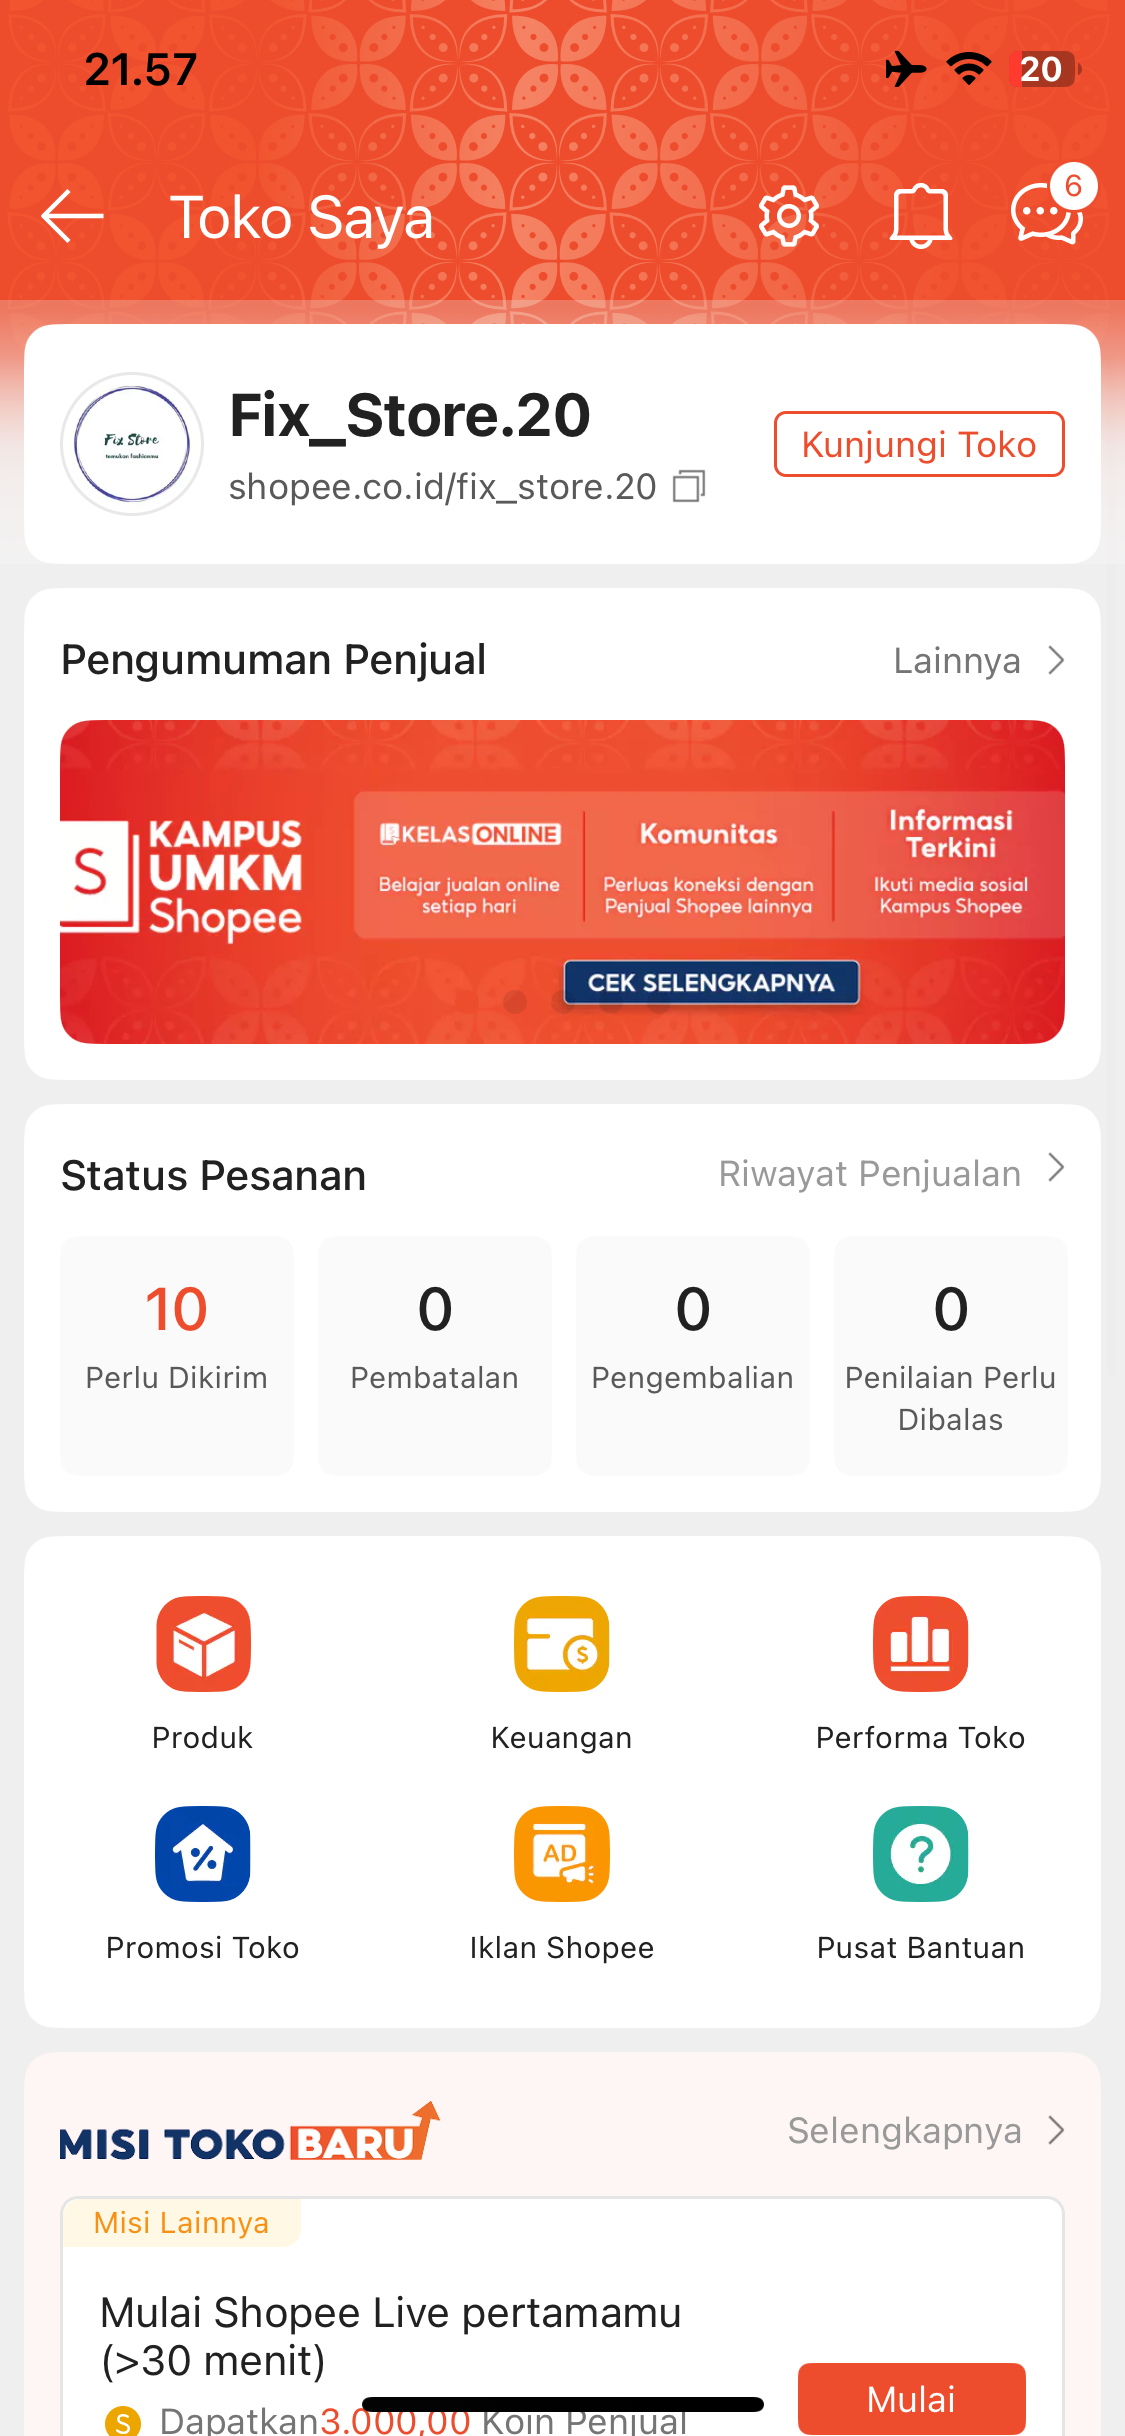 21.57
20
Toko Saya
6
Fix Store
temukan fashionmu
Fix_Store.20
shopee.co.id/fix_store.20
Kunjungi Toko
Pengumuman Penjual
Lainnya
S
KAMPUS
UMKM
Shopee
KELAS ONLINE
Belajar jualan online
setiap hari
Komunitas
Perluas koneksi dengan
Penjual Shopee lainnya
Informasi
Terkini
Ikuti media sosial
Kampus Shopee
CEK SELENGKAPNYA
Status Pesanan
Riwayat Penjualan
10
Perlu Dikirim
0
Pembatalan
0
Pengembalian
0
Penilaian Perlu
Dibalas
$
Produk
Keuangan
Performa Toko
%
AD
?
Promosi Toko
Iklan Shopee
Pusat Bantuan
MISI TOKO BARU
Selengkapnya
Misi Lainnya
Mulai Shopee Live pertamamu
(>30 menit)
S
Dapatkan3.000,00 Koin Penjual
Mulai